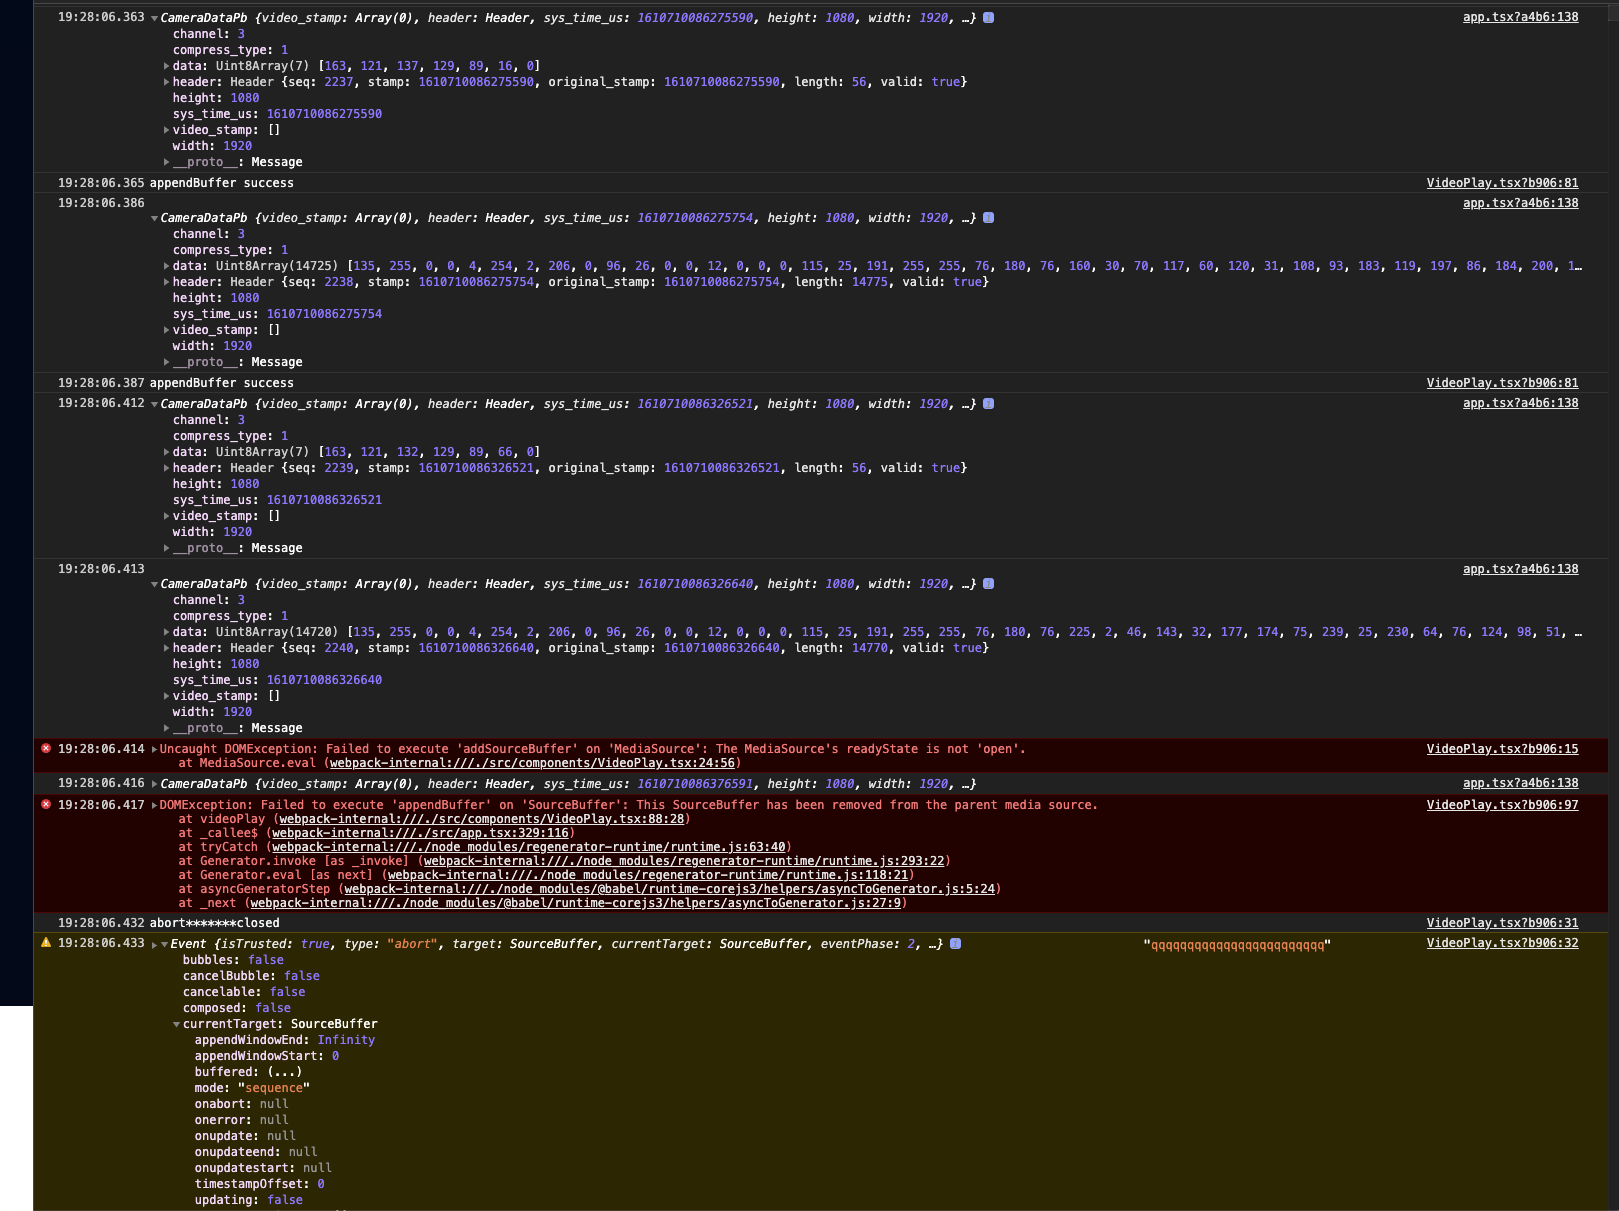 19:28:06.363 CameraDataPb {video_stamp: Array(0), header: Header, sys_time_us: 1610710086275590, height: 1080, width: 1920, …} app.tsx?a4b6:138
channel: 3
compress_type: 1
data: Uint8Array(7) [163, 121, 137, 129, 89, 16, 0]
header: Header {seq: 2237, stamp: 1610710086275590, original_stamp: 1610710086275590, length: 56, valid: true}
height: 1080
sys_time_us: 1610710086275590
video_stamp: []
width: 1920
__proto__: Message
19:28:06.365 appendBuffer success VideoPlay.tsx?b906:81
19:28:06.386 app.tsx?a4b6:138
CameraDataPb {video_stamp: Array(0), header: Header, sys_time_us: 1610710086275754, height: 1080, width: 1920, …}
channel: 3
compress_type: 1
data: Uint8Array(14725) [135, 255, 0, 0, 4, 254, 2, 206, 0, 96, 26, 0, 0, 12, 0, 0, 0, 115, 25, 191, 255, 255, 76, 180, 76, 160, 30, 70, 117, 60, 120, 31, 108, 93, 183, 119, 197, 86, 184, 200, 1…
header: Header {seq: 2238, stamp: 1610710086275754, original_stamp: 1610710086275754, length: 14775, valid: true}
height: 1080
sys_time_us: 1610710086275754
video_stamp: []
width: 1920
__proto__: Message
19:28:06.387 appendBuffer success VideoPlay.tsx?b906:81
19:28:06.412 CameraDataPb {video_stamp: Array(0), header: Header, sys_time_us: 1610710086326521, height: 1080, width: 1920, …} app.tsx?a4b6:138
channel: 3
compress_type: 1
data: Uint8Array(7) [163, 121, 132, 129, 89, 66, 0]
header: Header {seq: 2239, stamp: 1610710086326521, original_stamp: 1610710086326521, length: 56, valid: true}
height: 1080
sys_time_us: 1610710086326521
video_stamp: []
width: 1920
__proto__: Message
19:28:06.413 app.tsx?a4b6:138
CameraDataPb {video_stamp: Array(0), header: Header, sys_time_us: 1610710086326640, height: 1080, width: 1920, …}
channel: 3
compress_type: 1
data: Uint8Array(14720) [135, 255, 0, 0, 4, 254, 2, 206, 0, 96, 26, 0, 0, 12, 0, 0, 0, 115, 25, 191, 255, 255, 76, 180, 76, 225, 2, 46, 143, 32, 177, 174, 75, 239, 25, 230, 64, 76, 124, 98, 51, …
header: Header {seq: 2240, stamp: 1610710086326640, original_stamp: 1610710086326640, length: 14770, valid: true}
height: 1080
sys_time_us: 1610710086326640
video_stamp: []
width: 1920
__proto__: Message
19:28:06.414 Uncaught DOMException: Failed to execute 'addSourceBuffer' on 'MediaSource': The MediaSource's readyState is not 'open'. VideoPlay.tsx?b906:15
at MediaSource.eval (webpack-internal:///./src/components/VideoPlay.tsx:24:56)
19:28:06.416 CameraDataPb {video_stamp: Array(0), header: Header, sys_time_us: 1610710086376591, height: 1080, width: 1920, …} app.tsx?a4b6:138
19:28:06.417 DOMException: Failed to execute 'appendBuffer' on 'SourceBuffer': This SourceBuffer has been removed from the parent media source. VideoPlay.tsx?b906:97
at videoPlay (webpack-internal:///./src/components/VideoPlay.tsx:88:28)
at _callee$ (webpack-internal:///./src/app.tsx:329:116)
at tryCatch (webpack-internal:///./node_modules/regenerator-runtime/runtime.js:63:40)
at Generator.invoke [as _invoke] (webpack-internal:///./node_modules/regenerator-runtime/runtime.js:293:22)
at Generator.eval [as next] (webpack-internal:///./node_modules/regenerator-runtime/runtime.js:118:21)
at asyncGeneratorStep (webpack-internal:///./node_modules/@babel/runtime-corejs3/helpers/asyncToGenerator.js:5:24)
at _next (webpack-internal:///./node_modules/@babel/runtime-corejs3/helpers/asyncToGenerator.js:27:9)
19:28:06.432 abort*******closed VideoPlay.tsx?b906:31
19:28:06.433 Event {isTrusted: true, type: "abort", target: SourceBuffer, currentTarget: SourceBuffer, eventPhase: 2, …} "qqqqqqqqqqqqqqqqqqqqqqqq" VideoPlay.tsx?b906:32
bubbles: false
cancelBubble: false
cancelable: false
composed: false
currentTarget: SourceBuffer
appendWindowEnd: Infinity
appendWindowStart: 0
buffered: (...)
mode: "sequence"
onabort: null
onerror: null
onupdate: null
onupdateend: null
onupdatestart: null
timestampOffset: 0
updating: false